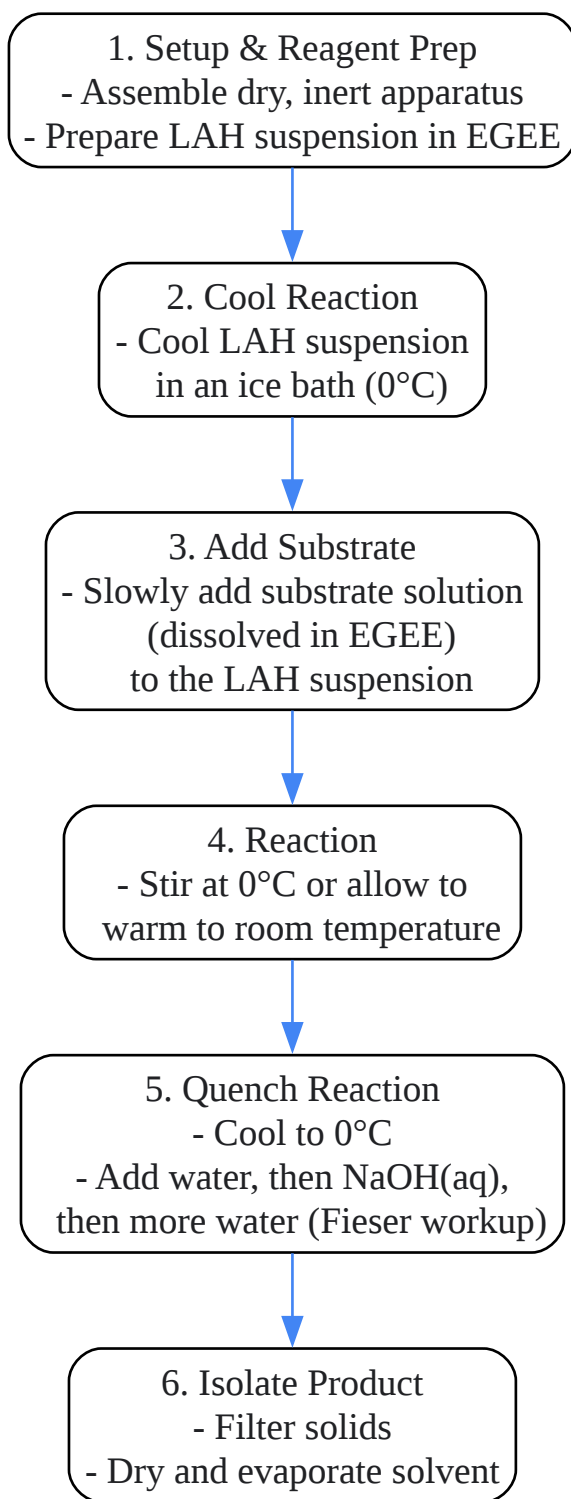 1. Setup & Reagent Prep
- Assemble dry, inert apparatus
- Prepare LAH suspension in EGEE
2. Cool Reaction
- Cool LAH suspension
in an ice bath (0°C)
3. Add Substrate
- Slowly add substrate solution
(dissolved in EGEE)
to the LAH suspension
4. Reaction
- Stir at 0°C or allow to
warm to room temperature
5. Quench Reaction
- Cool to 0°C
- Add water, then NaOH(aq),
then more water (Fieser workup)
6. Isolate Product
- Filter solids
- Dry and evaporate solvent